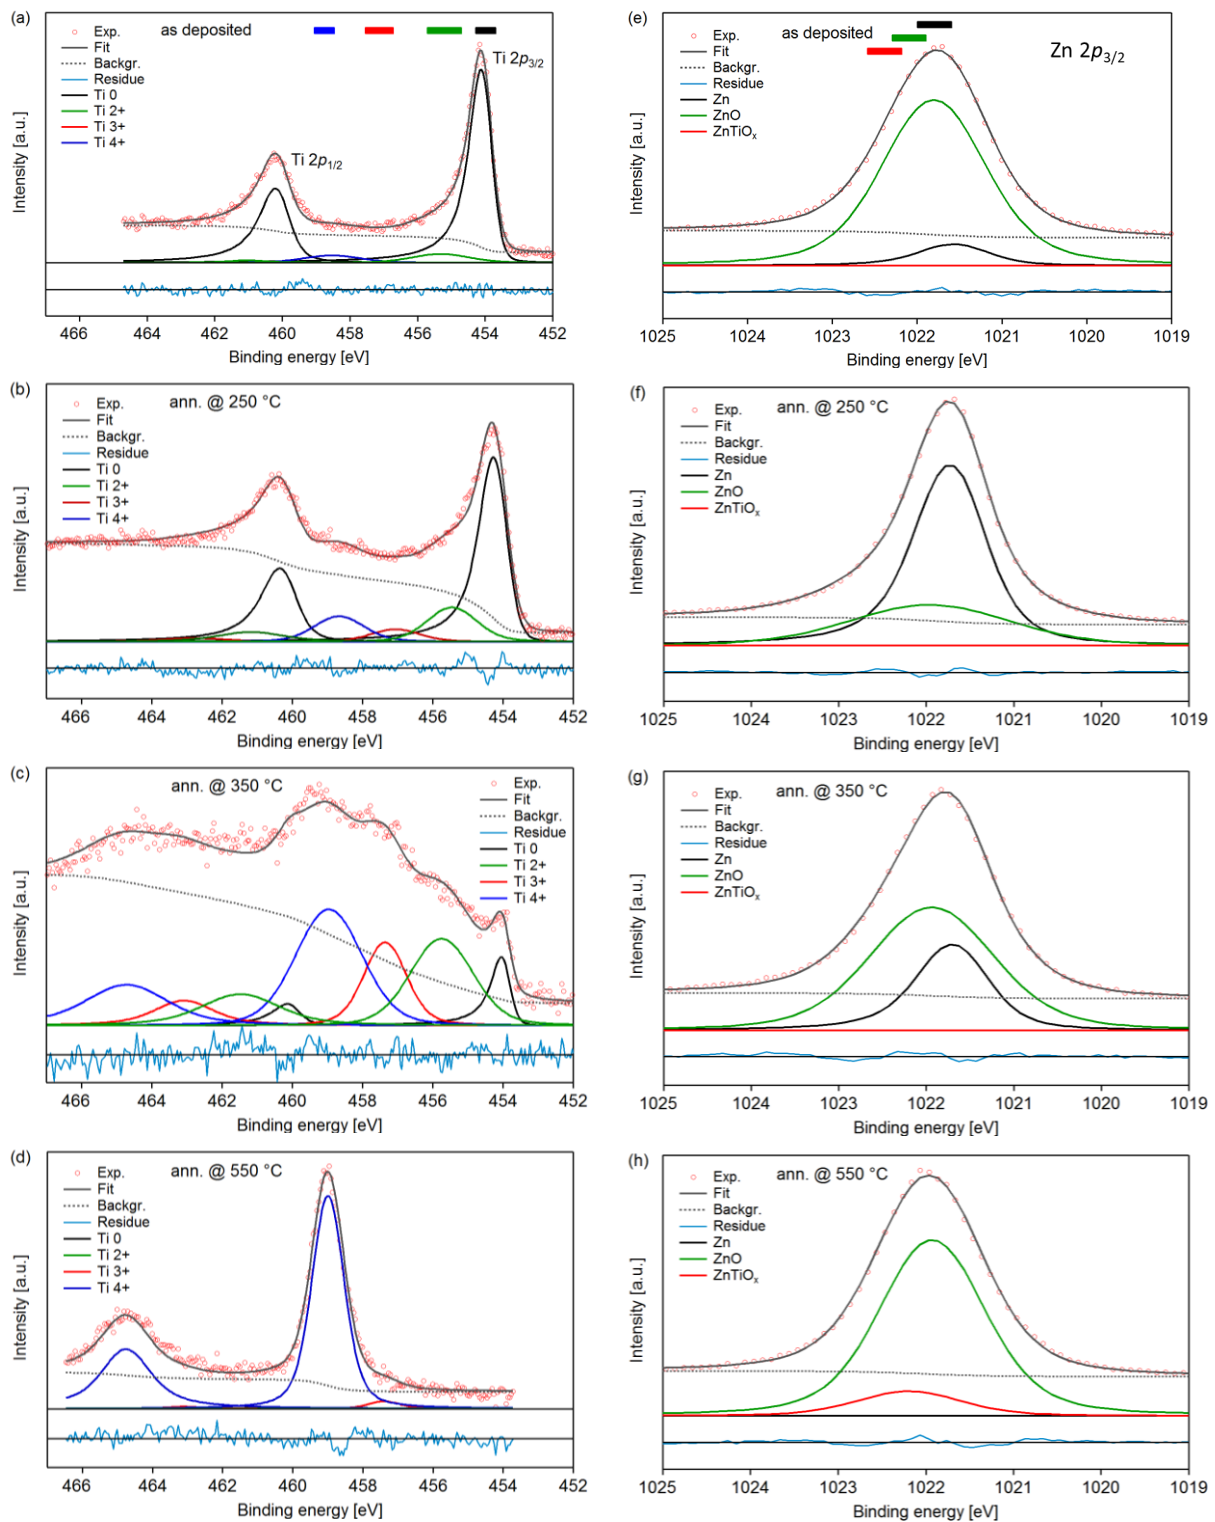 (a)
as deposited
Exp.
Fit
Backgr.
Residue
Ti 0
Ti 2+
Ti 3+
Ti 4+
Ti 2p1/2
Ti 2p3/2
Intensity [a.u.]
466 464 462 460 458 456 454 452
Binding energy [eV]
(e)
as deposited
Zn 2p3/2
Exp.
Fit
Backgr.
Residue
Zn
ZnO
ZnTiOx
Intensity [a.u.]
1025 1024 1023 1022 1021 1020 1019
Binding energy [eV]
(b)
ann. @ 250 °C
Exp.
Fit
Backgr.
Residue
Ti 0
Ti 2+
Ti 3+
Ti 4+
Intensity [a.u.]
466 464 462 460 458 456 454 452
Binding energy [eV]
(f)
ann. @ 250 °C
Exp.
Fit
Backgr.
Residue
Zn
ZnO
ZnTiOx
Intensity [a.u.]
1025 1024 1023 1022 1021 1020 1019
Binding energy [eV]
(c)
ann. @ 350 °C
Exp.
Fit
Backgr.
Residue
Ti 0
Ti 2+
Ti 3+
Ti 4+
Intensity [a.u.]
466 464 462 460 458 456 454 452
Binding energy [eV]
(g)
ann. @ 350 °C
Exp.
Fit
Backgr.
Residue
Zn
ZnO
ZnTiOx
Intensity [a.u.]
1025 1024 1023 1022 1021 1020 1019
Binding energy [eV]
(d)
ann. @ 550 °C
Exp.
Fit
Backgr.
Residue
Ti 0
Ti 2+
Ti 3+
Ti 4+
Intensity [a.u.]
466 464 462 460 458 456 454 452
Binding energy [eV]
(h)
ann. @ 550 °C
Exp.
Fit
Backgr.
Residue
Zn
ZnO
ZnTiOx
Intensity [a.u.]
1025 1024 1023 1022 1021 1020 1019
Binding energy [eV]